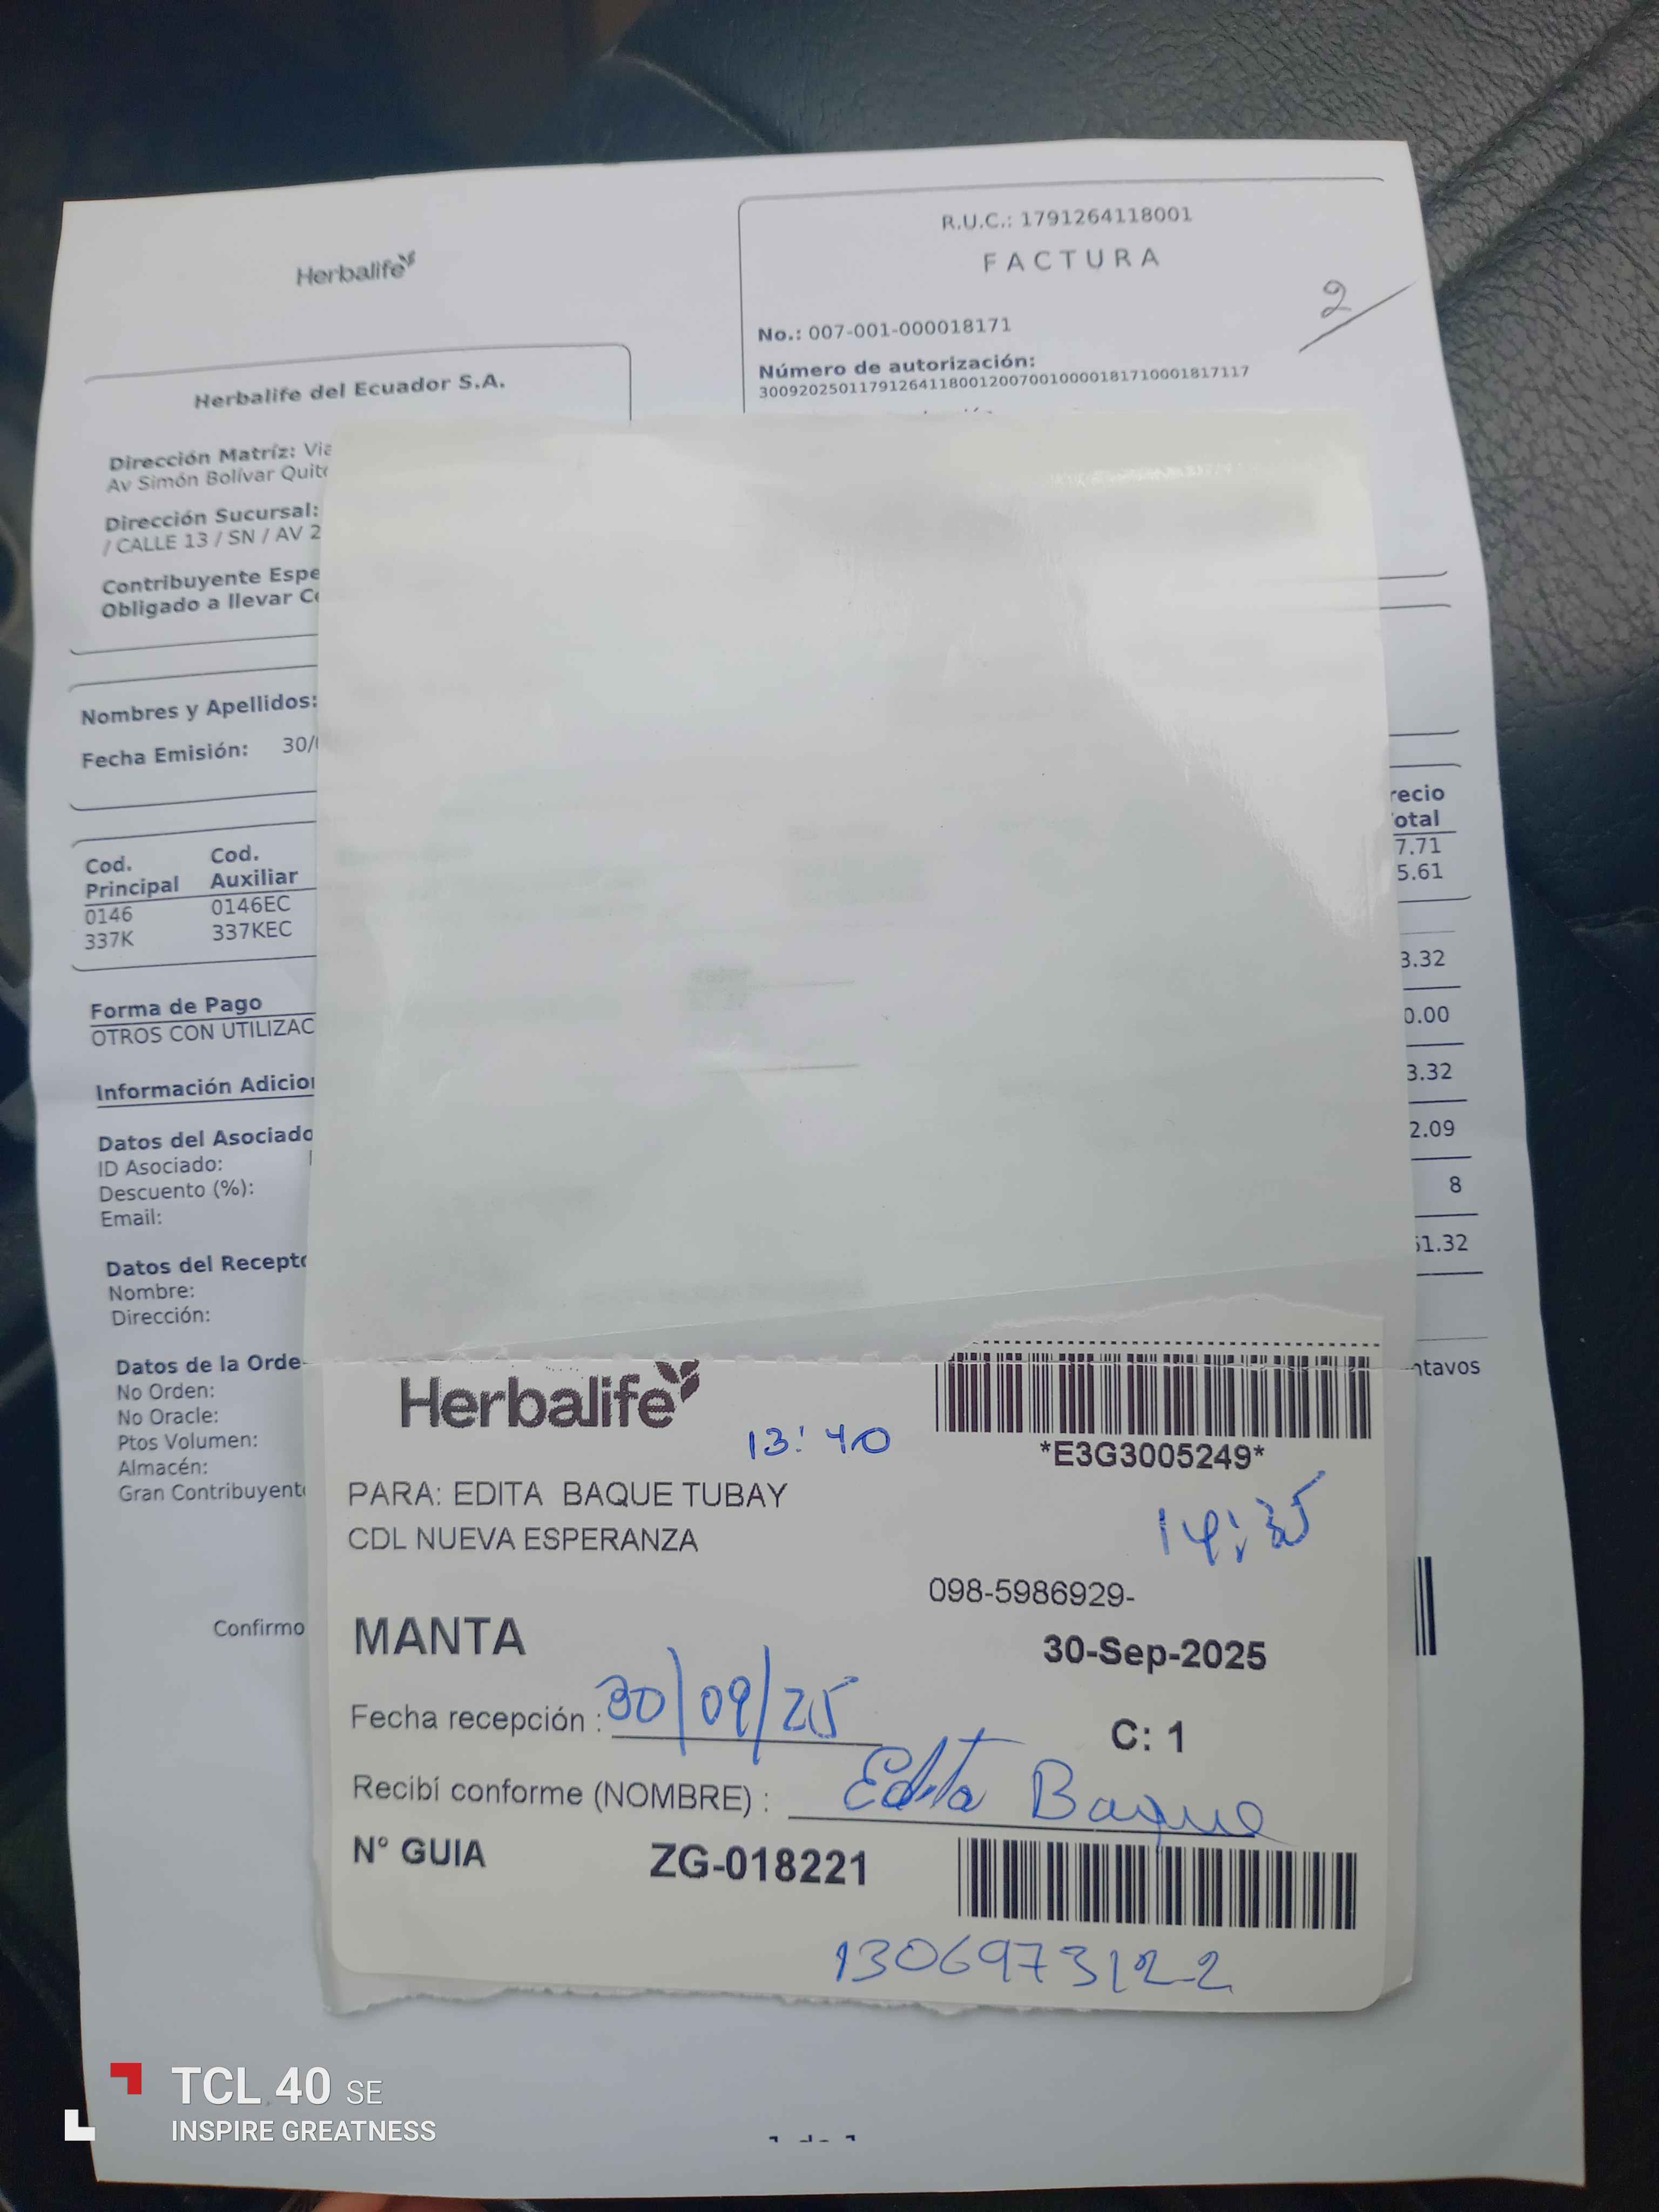 Herbalife
R.U.C.: 1791264118001
FACTURA
2
No.: 007-001-000018171
Número de autorización:
3009202501179126411800120070010000181710001817117
Herbalife del Ecuador S.A.
Dirección Matríz: Via
Av Simón Bolívar Quito
Dirección Sucursal:
/ CALLE 13 / SN / AV 2
Contribuyente Espe
Obligado a llevar Co
Nombres y Apellidos:
Fecha Emisión: 30/
Cod. Principal
Cod. Auxiliar
recio
otal
0146 0146EC 7.71
337K 337KEC 5.61
3.32
0.00
3.32
2.09
8
51.32
ntavos
Forma de Pago
OTROS CON UTILIZAC
Información Adicion
Datos del Asociado
ID Asociado:
Descuento (%):
Email:
Datos del Recepto
Nombre:
Dirección:
Datos de la Orde
No Orden:
No Oracle:
Ptos Volumen:
Almacén:
Gran Contribuyente
Confirmo
Herbalife
13:40
*E3G3005249*
PARA: EDITA BAQUE TUBAY
14:35
CDL NUEVA ESPERANZA
098-5986929-
MANTA
30-Sep-2025
Fecha recepción : 30/09/25
C: 1
Recibí conforme (NOMBRE) : Edita Baque
N° GUIA ZG-018221
1306973122
TCL 40 SE
INSPIRE GREATNESS